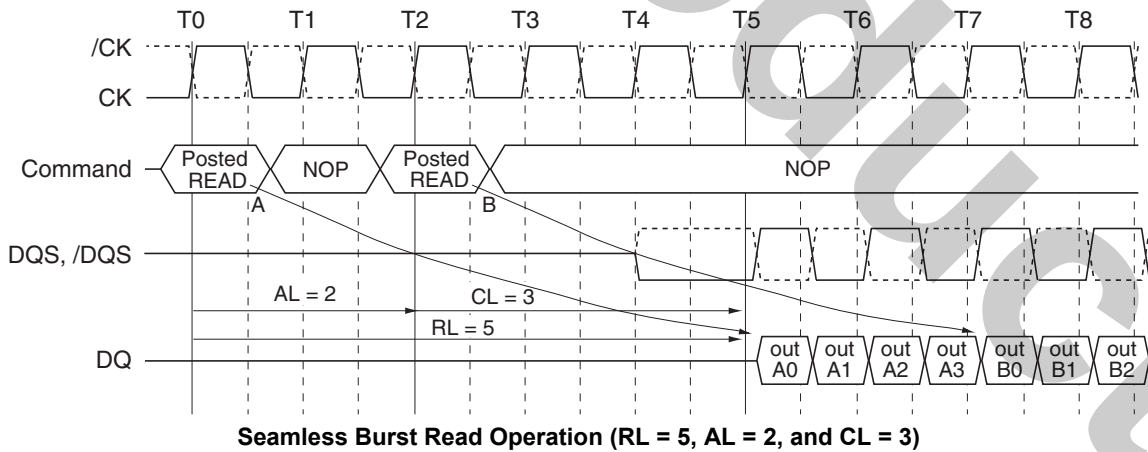 T0 T1 T2 T3 T4 T5 T6 T7 T8
/CK
CK
Command
Posted READ
NOP
Posted READ
NOP
A
B
DQS, /DQS
AL = 2
CL = 3
RL = 5
DQ
out A0
out A1
out A2
out A3
out B0
out B1
out B2
Seamless Burst Read Operation (RL = 5, AL = 2, and CL = 3)